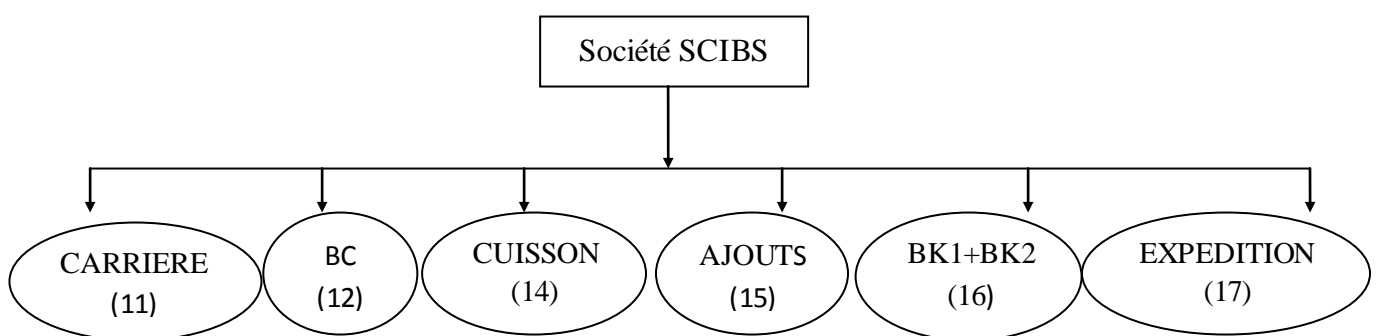 Société SCIBS
CARRIERE
(11)
BC
(12)
CUISSON
(14)
AJOUTS
(15)
BK1+BK2
(16)
EXPEDITION
(17)